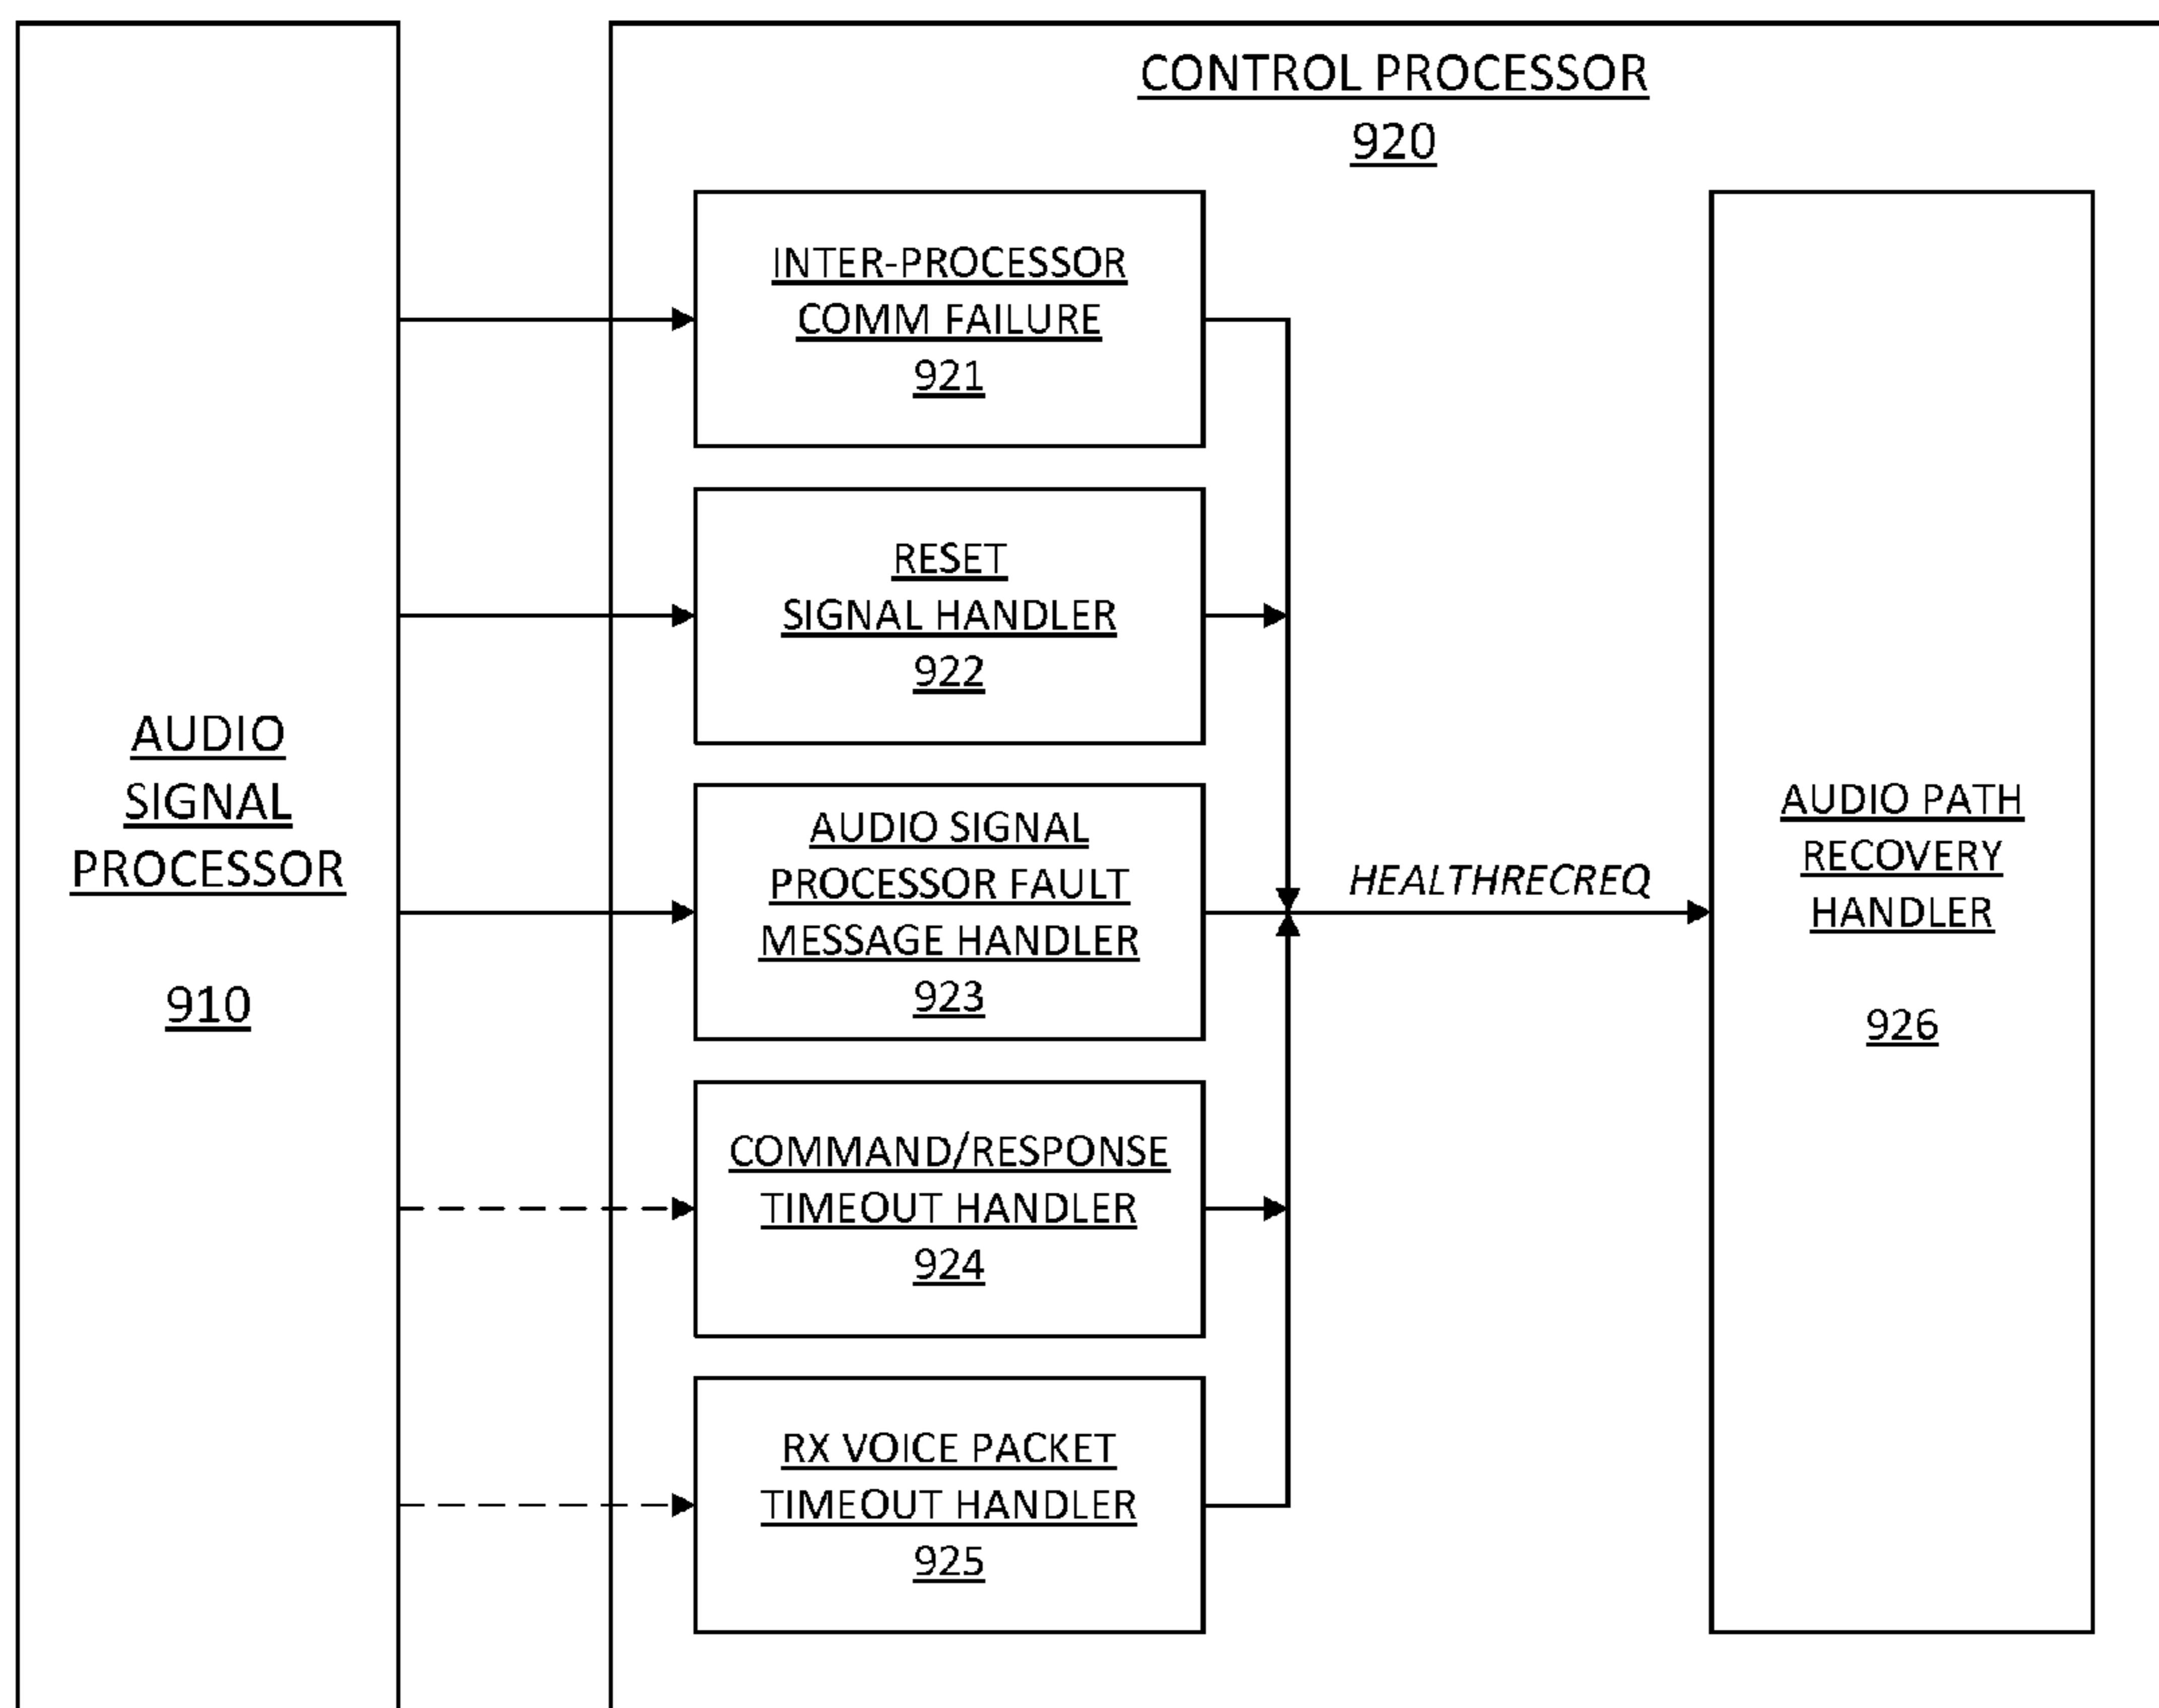 CONTROL PROCESSOR
920
INTER-PROCESSOR
COMM FAILURE
921
RESET
SIGNAL HANDLER
922
AUDIO
SIGNAL
PROCESSOR
910
AUDIO SIGNAL
PROCESSOR FAULT
MESSAGE HANDLER
923
HEALTHRECREQ
AUDIO PATH
RECOVERY
HANDLER
926
COMMAND/RESPONSE
TIMEOUT HANDLER
924
RX VOICE PACKET
TIMEOUT HANDLER
925